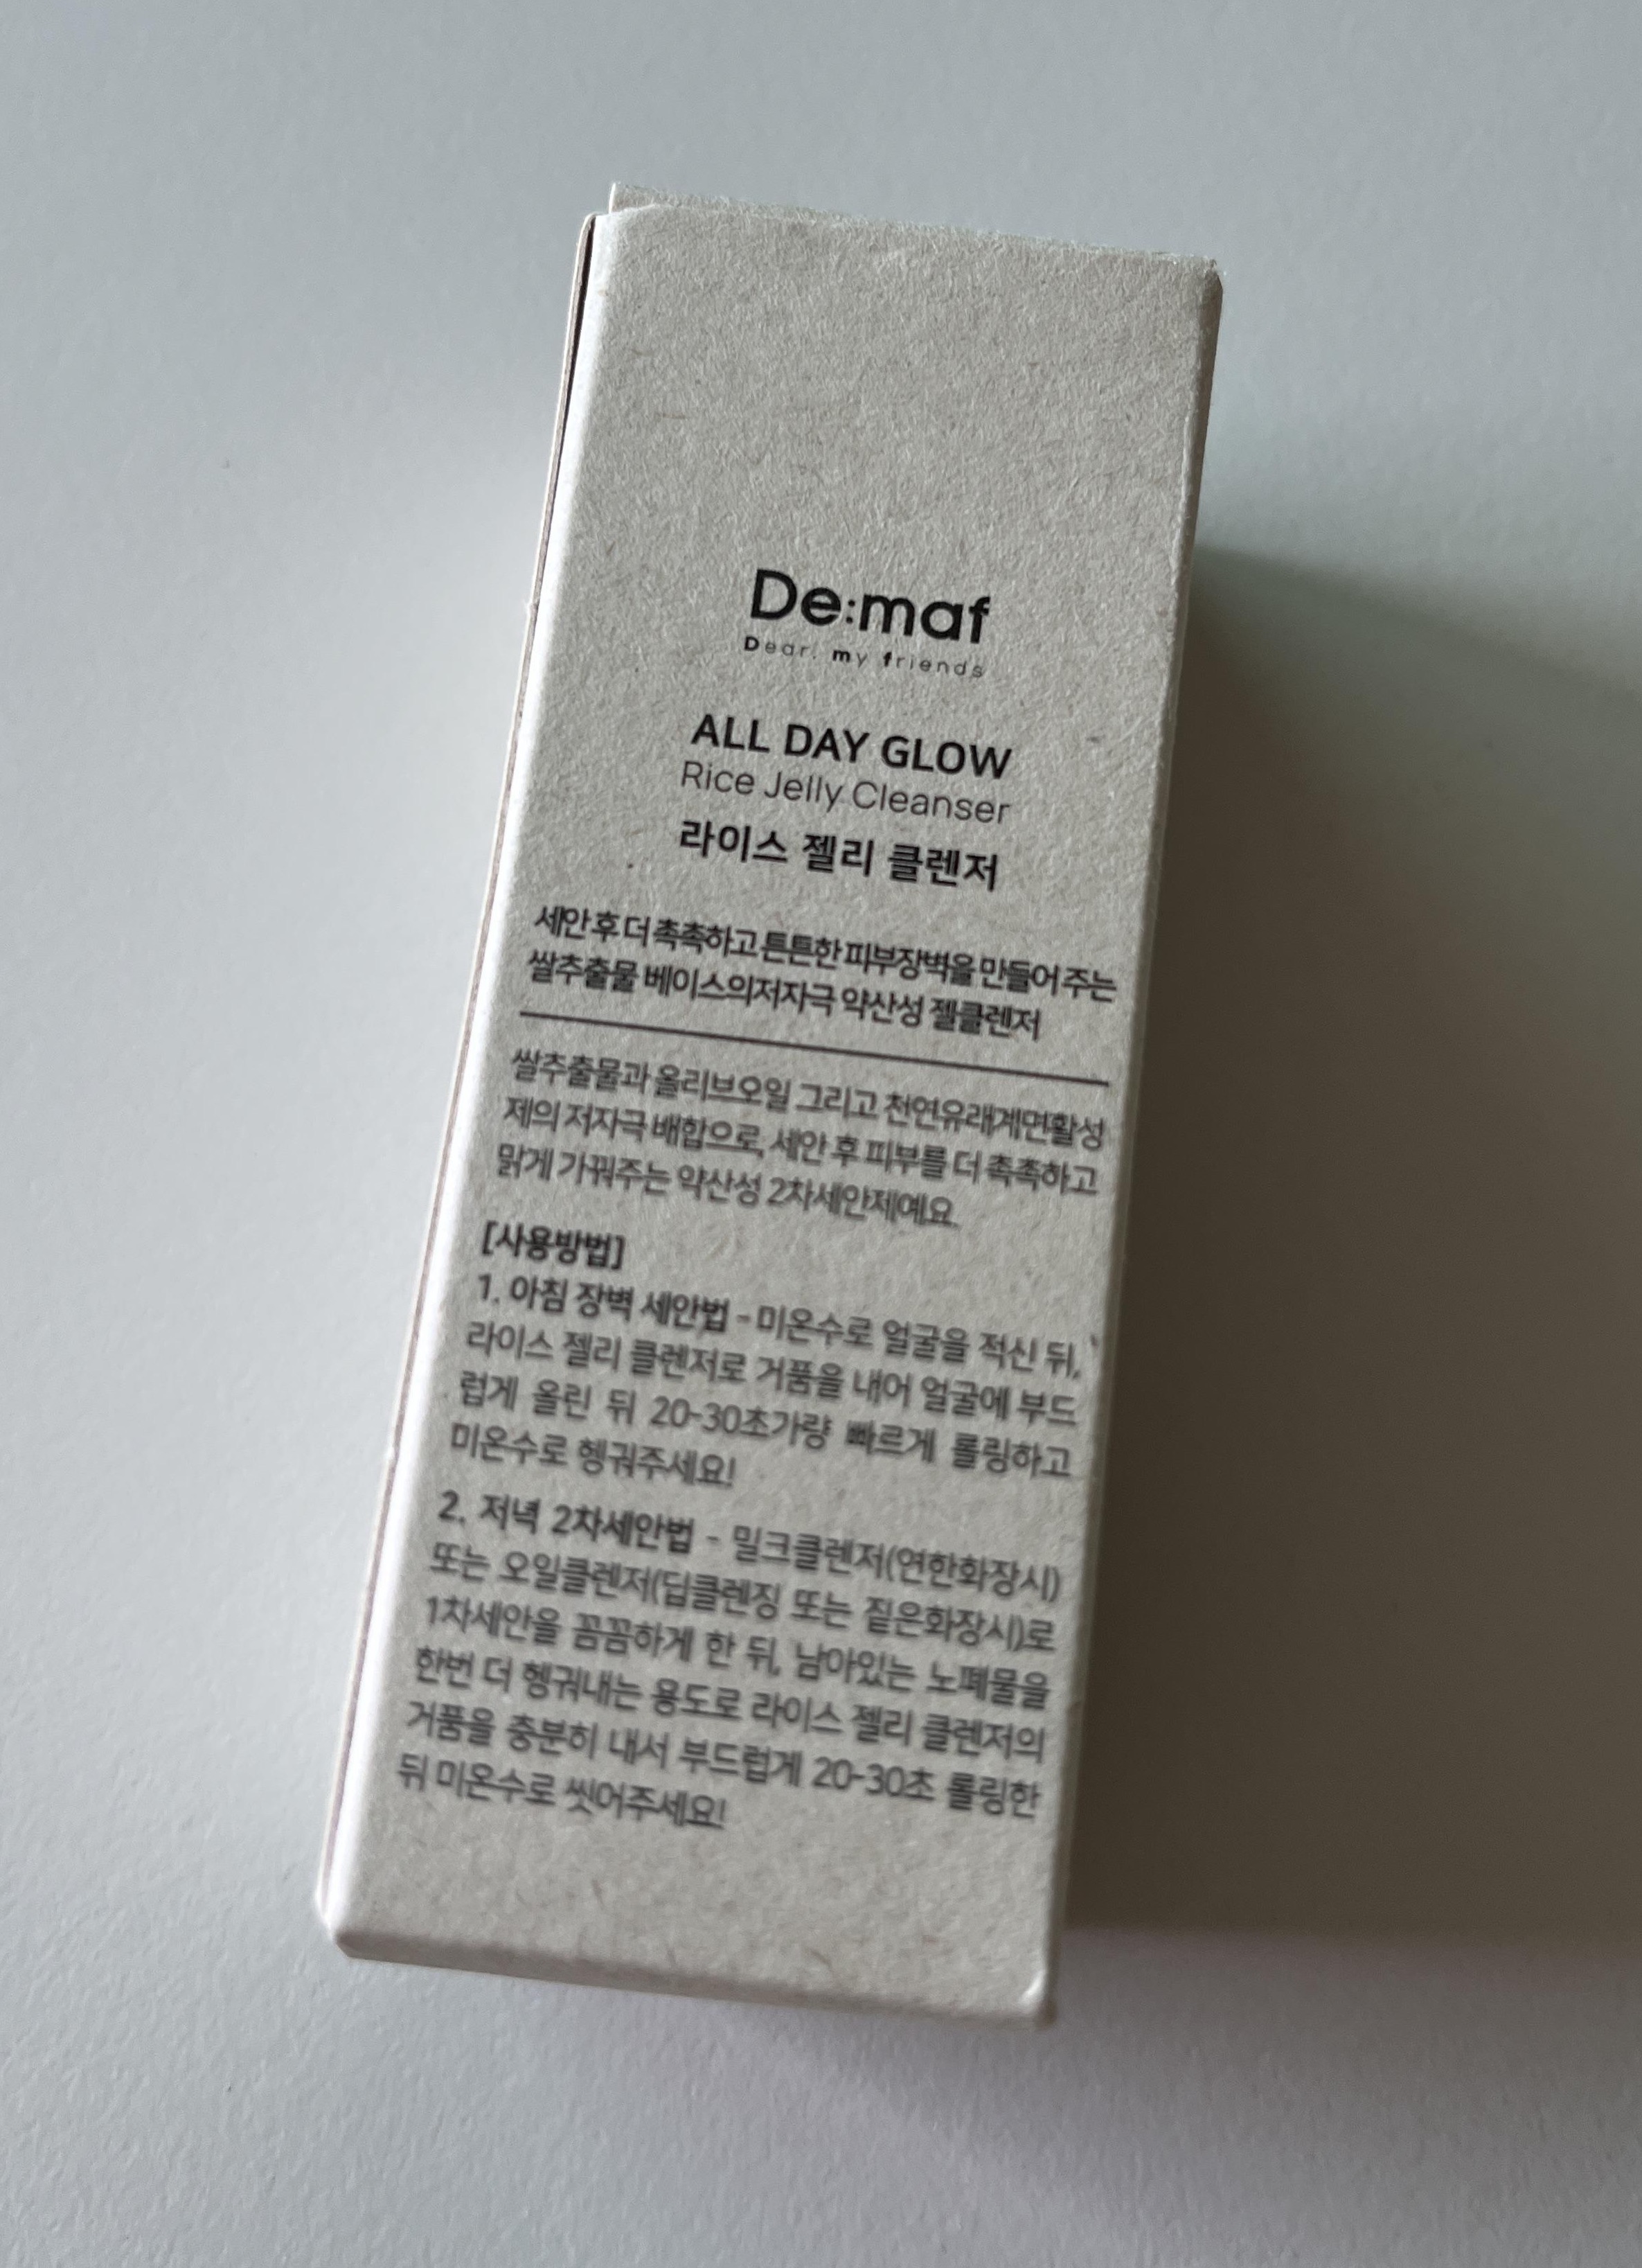 De:maf
Dear. my friends
ALL DAY GLOW
Rice Jelly Cleanser
라이스 젤리 클렌저
세안 후 더 촉촉하고 튼튼한 피부장벽을 만들어 주는
쌀추출물 베이스의저자극 약산성 젤클렌저
쌀추출물과 올리브오일 그리고 천연유래계면활성
제의 저자극 배합으로, 세안 후 피부를 더 촉촉하고
맑게 가꿔주는 약산성 2차세안제예요.
[사용방법]
1. 아침 장벽 세안법 - 미온수로 얼굴을 적신 뒤,
라이스 젤리 클렌저로 거품을 내어 얼굴에 부드
럽게 올린 뒤 20-30초가량 빠르게 롤링하고
미온수로 헹궈주세요!
2. 저녁 2차세안법 - 밀크클렌저(연한화장시)
또는 오일클렌저(딥클렌징 또는 짙은화장시)로
1차세안을 꼼꼼하게 한 뒤, 남아있는 노폐물을
한번 더 헹궈내는 용도로 라이스 젤리 클렌저의
거품을 충분히 내서 부드럽게 20-30초 롤링한
뒤 미온수로 씻어주세요!